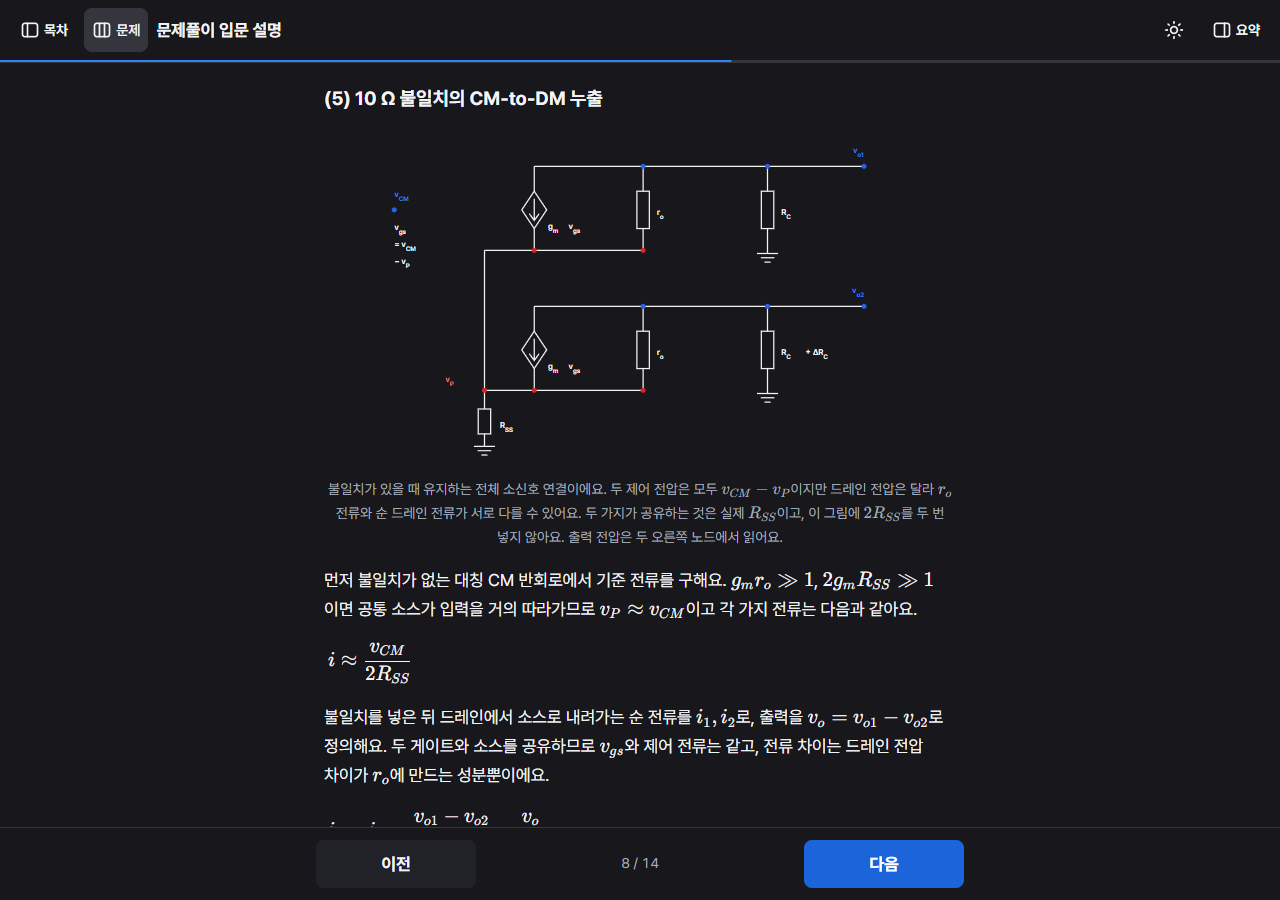 목차 문제 문제풀이 입문 설명 요약
(5) 10 Ω 불일치의 CM-to-DM 누출
v_o1
v_CM
v_gs
= v_CM
− v_p
g_m v_gs
r_o
R_C
v_o2
g_m v_gs
r_o
R_C + ΔR_C
v_p
R_SS
불일치가 있을 때 유지하는 전체 소신호 연결이에요. 두 제어 전압은 모두 v_CM − v_P이지만 드레인 전압은 달라 r_o
전류와 순 드레인 전류가 서로 다를 수 있어요. 두 가지가 공유하는 것은 실제 R_SS이고, 이 그림에 2R_SS를 두 번
넣지 않아요. 출력 전압은 두 오른쪽 노드에서 읽어요.
먼저 불일치가 없는 대칭 CM 반회로에서 기준 전류를 구해요. g_m r_o ≫ 1, 2g_m R_SS ≫ 1
이면 공통 소스가 입력을 거의 따라가므로 v_P ≈ v_CM이고 각 가지 전류는 다음과 같아요.
i ≈ v_CM / 2R_SS
불일치를 넣은 뒤 드레인에서 소스로 내려가는 순 전류를 i_1, i_2로, 출력을 v_o = v_o1 − v_o2로
정의해요. 두 게이트와 소스를 공유하므로 v_gs와 제어 전류는 같고, 전류 차이는 드레인 전압
차이가 r_o에 만드는 성분뿐이에요.
v_o1 − v_o2 v_o
이전 8 / 14 다음